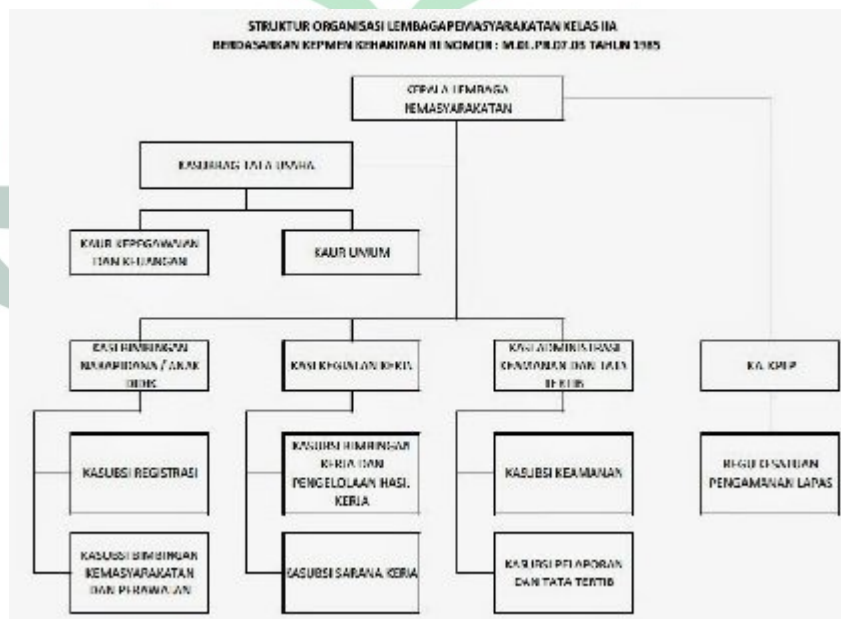 STRUKTUR ORGANISASI LEMBAGA PEMASYARAKATAN KELAS IIA
BERDASARKAN KEPMEN KEHAKIMAN RI NOMOR : M.01.PR.07.03 TAHUN 1985
KEPALA LEMBAGA
PEMASYARAKATAN
KASUBBAG TATA USAHA
KAUR KEPEGAWAIAN
DAN KEUANGAN
KAUR UMUM
KASI BIMBINGAN
NARAPIDANA / ANAK
DIDIK
KASI KEGIATAN KERJA
KASI ADMINISTRASI
KEAMANAN DAN TATA
TERTIB
KA. KPLP
KASUBSI REGISTRASI
KASUBSI BIMBINGAN
KERJA DAN
PENGELOLAAN HASIL
KERJA
KASUBSI KEAMANAN
REGU KESATUAN
PENGAMANAN LAPAS
KASUBSI BIMBINGAN
KEMASYARAKATAN
DAN PERAWATAN
KASUBSI SARANA KERJA
KASUBSI PELAPORAN
DAN TATA TERTIB